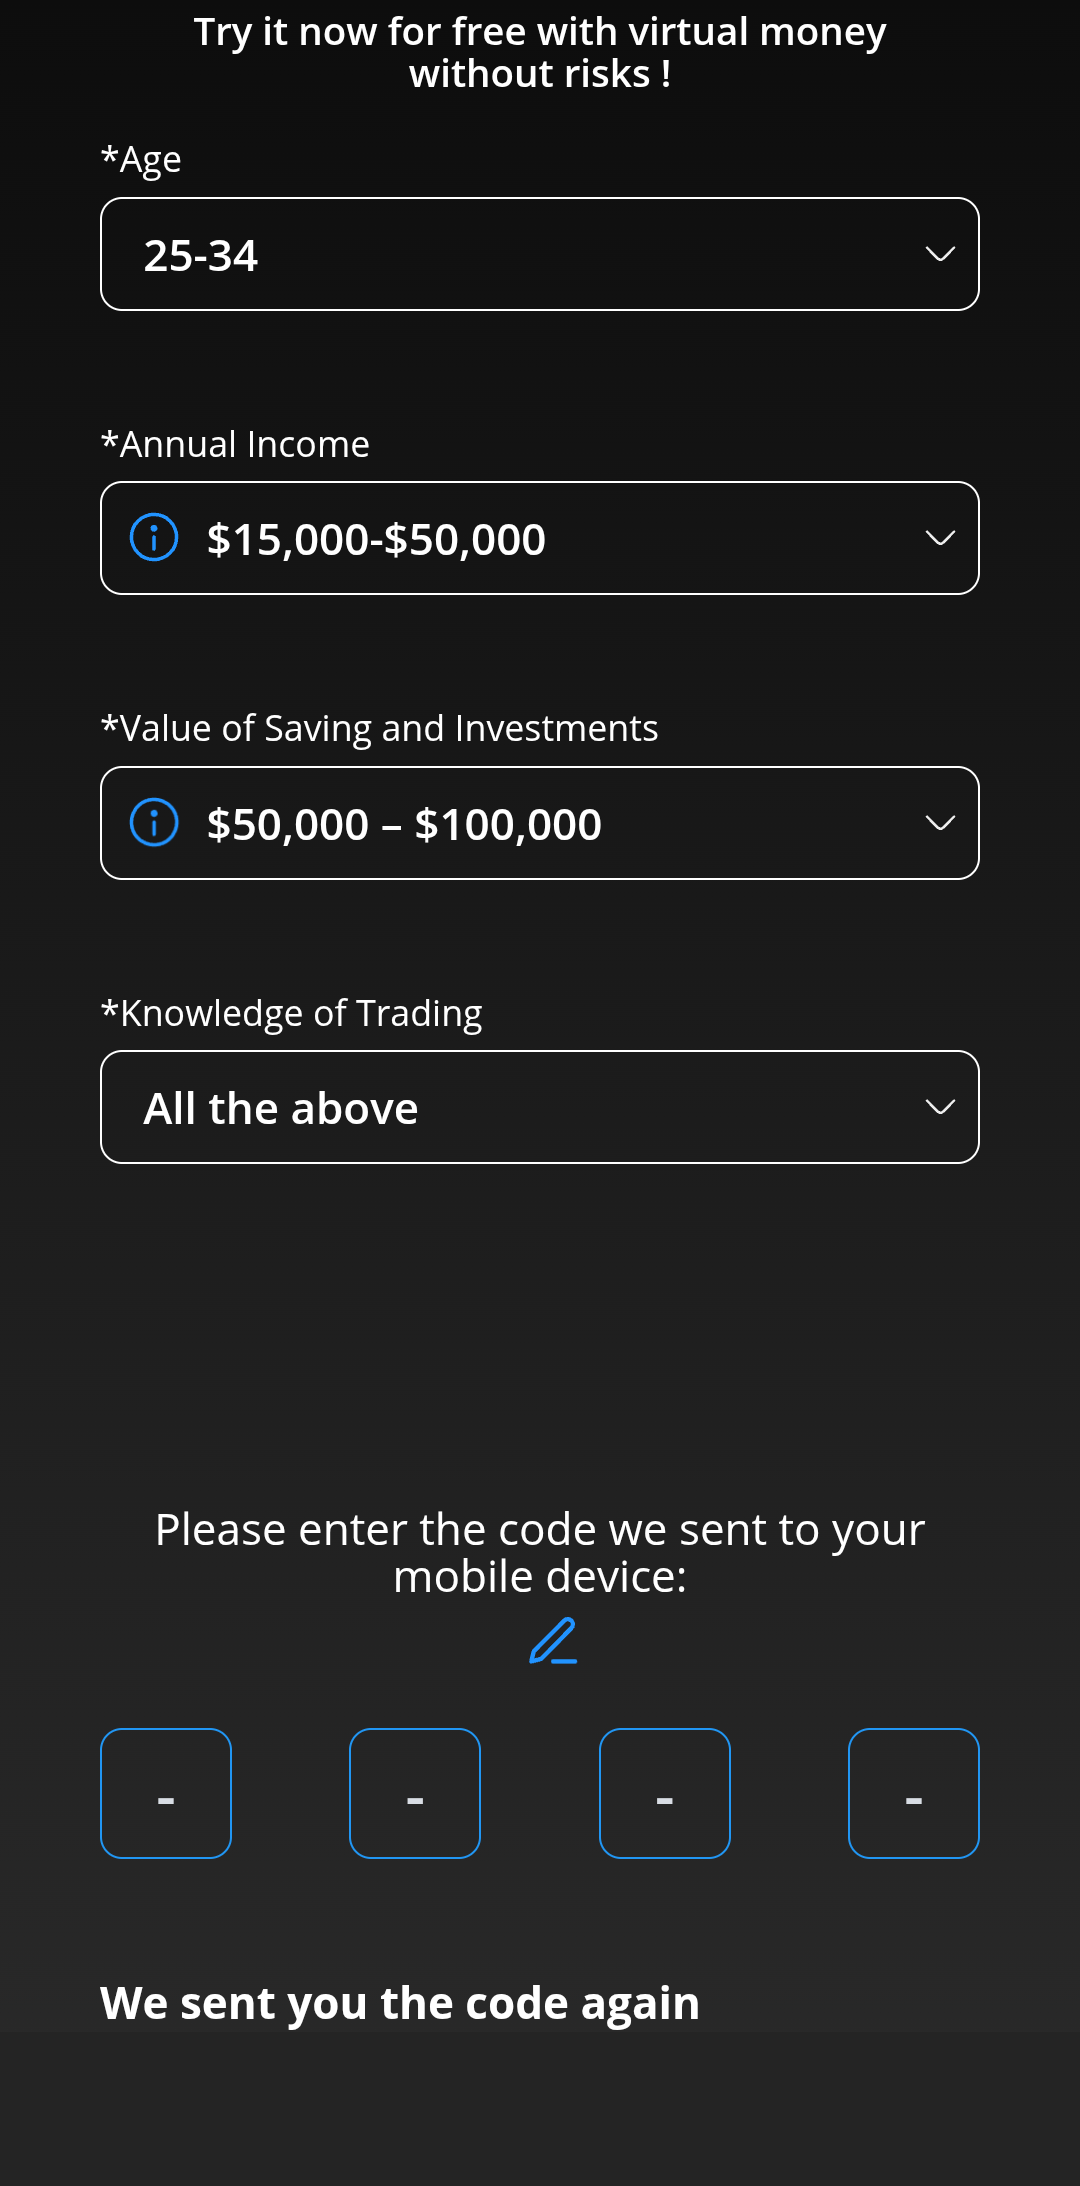 Try it now for free with virtual money
without risks !
*Age
25-34
*Annual Income
$15,000-$50,000
*Value of Saving and Investments
$50,000 – $100,000
*Knowledge of Trading
All the above
Please enter the code we sent to your
mobile device:
- - - -
We sent you the code again